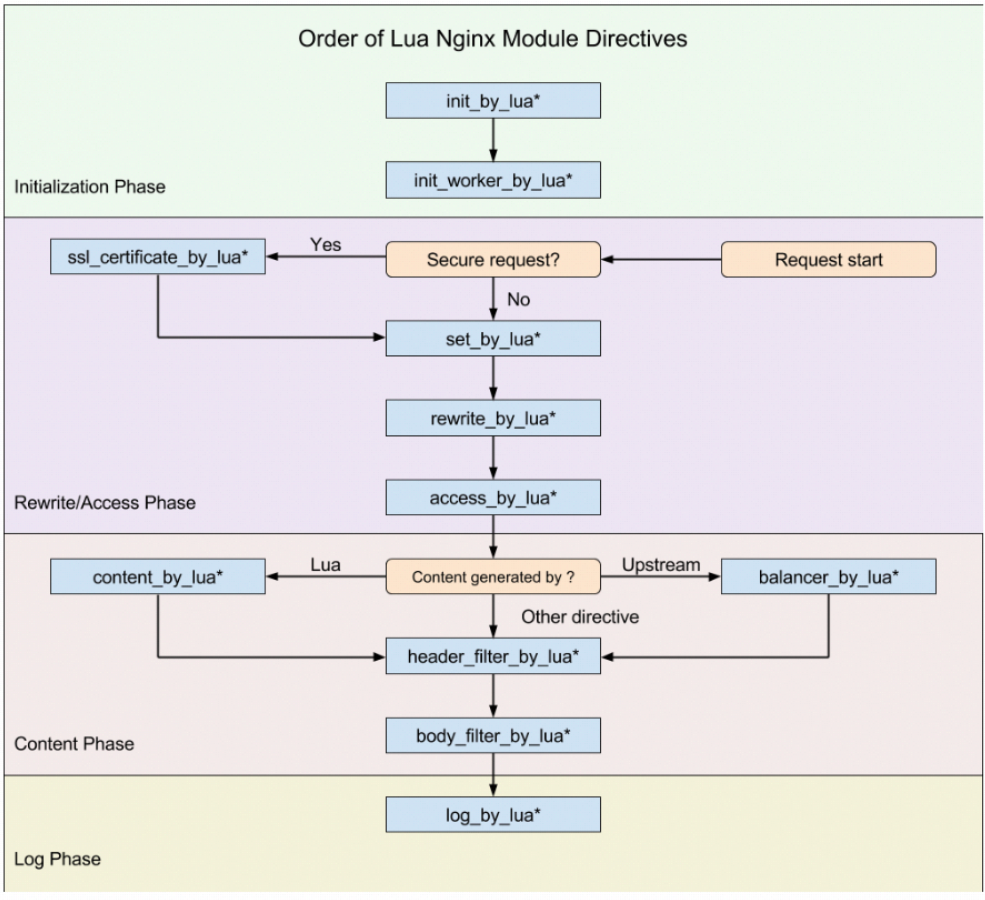 Order of Lua Nginx Module Directives
init_by_lua*
init_worker_by_lua*
Initialization Phase
ssl_certificate_by_lua*
Yes
Secure request?
Request start
No
set_by_lua*
rewrite_by_lua*
access_by_lua*
Rewrite/Access Phase
content_by_lua*
Lua
Content generated by ?
Upstream
balancer_by_lua*
Other directive
header_filter_by_lua*
body_filter_by_lua*
Content Phase
log_by_lua*
Log Phase